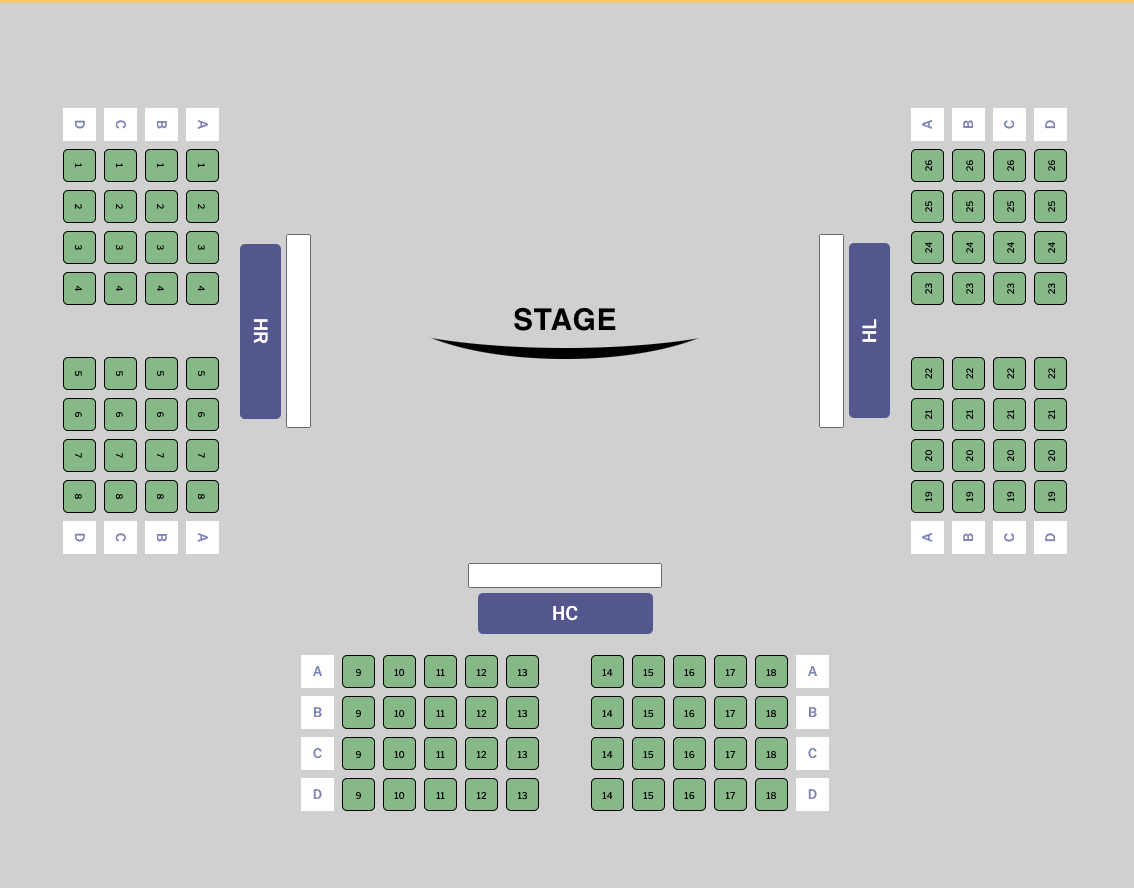 D C B A
1 1 1 1
2 2 2 2
3 3 3 3
4 4 4 4
5 5 5 5
6 6 6 6
7 7 7 7
8 8 8 8
D C B A
HR
STAGE
HL
A B C D
26 26 26 26
25 25 25 25
24 24 24 24
23 23 23 23
22 22 22 22
21 21 21 21
20 20 20 20
19 19 19 19
A B C D
HC
A 9 10 11 12 13 14 15 16 17 18 A
B 9 10 11 12 13 14 15 16 17 18 B
C 9 10 11 12 13 14 15 16 17 18 C
D 9 10 11 12 13 14 15 16 17 18 D